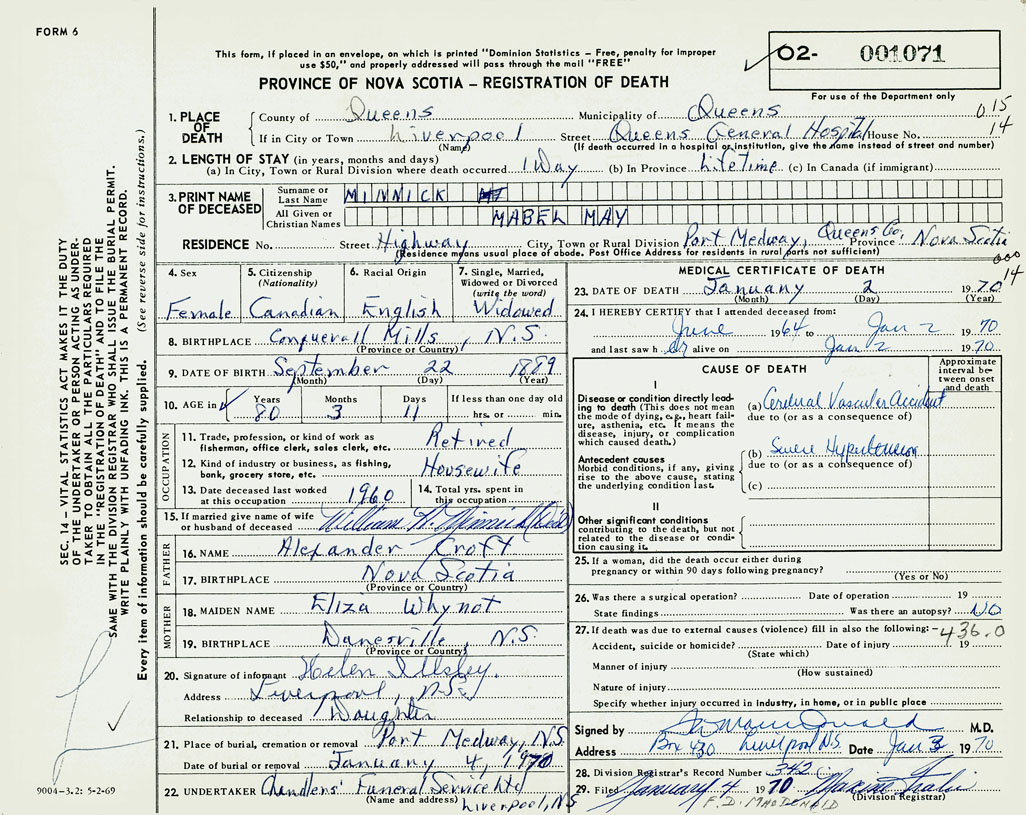 FORM 6
This form, if placed in an envelope, on which is printed "Dominion Statistics – Free, penalty for improper
use $50," and properly addressed will pass through the mail "FREE"
PROVINCE OF NOVA SCOTIA – REGISTRATION OF DEATH
02- 001071
For use of the Department only
015
14
1. PLACE OF DEATH
County of Queens Municipality of Queens
If in City or Town Liverpool Street Queens General Hospital House No.
(Name) (If death occurred in a hospital or institution, give the name instead of street and number)
2. LENGTH OF STAY (in years, months and days)
(a) In City, Town or Rural Division where death occurred 1 Day (b) In Province Lifetime (c) In Canada (if immigrant)
3. PRINT NAME OF DECEASED
Surname or Last Name MINNICK
All Given or Christian Names MABEL MAY
RESIDENCE No. Street Highway City, Town or Rural Division Port Medway, Queens Co, Province Nova Scotia
(Residence means usual place of abode. Post Office Address for residents in rural parts not sufficient)
000
14
4. Sex
Female
5. Citizenship (Nationality)
Canadian
6. Racial Origin
English
7. Single, Married, Widowed or Divorced (write the word)
Widowed
8. BIRTHPLACE Conquerall Mills, N.S.
(Province or Country)
9. DATE OF BIRTH September 22 1889
(Month) (Day) (Year)
10. AGE in Years Months Days If less than one day
80 3 11 hrs. or min.
OCCUPATION
11. Trade, profession, or kind of work as fisherman, office clerk, sales clerk, etc. Retired
12. Kind of industry or business, as fishing, bank, grocery store, etc. Housewife
13. Date deceased last worked at this occupation 1960
14. Total yrs. spent in this occupation
15. If married give name of wife or husband of deceased William H. Minnick (Dec'd)
FATHER
16. NAME Alexander Croft
17. BIRTHPLACE Nova Scotia
(Province or Country)
MOTHER
18. MAIDEN NAME Eliza Whynot
19. BIRTHPLACE Danesville, N.S.
(Province or Country)
20. Signature of informant Helen Illsley
Address Liverpool, N.S.
Relationship to deceased Daughter
21. Place of burial, cremation or removal Port Medway, N.S.
Date of burial or removal January 4, 1970
22. UNDERTAKER Chandlers' Funeral Service Ltd
(Name and address) Liverpool, N.S
MEDICAL CERTIFICATE OF DEATH
23. DATE OF DEATH January 2 1970
(Month) (Day) (Year)
24. I HEREBY CERTIFY that I attended deceased from:
June 1964 to Jan 2 1970
and last saw her alive on Jan 2 1970
CAUSE OF DEATH
Approximate interval between onset and death
I
Disease or condition directly leading to death (This does not mean the mode of dying, e.g., heart failure, asthenia, etc. It means the disease, injury, or complication which caused death.)
(a) Cerebral Vascular Accident
due to (or as a consequence of)
Antecedent causes
Morbid conditions, if any, giving rise to the above cause, stating the underlying condition last.
(b) Severe Hypertension
due to (or as a consequence of)
(c)
II
Other significant conditions
contributing to the death, but not related to the disease or condition causing it.
25. If a woman, did the death occur either during pregnancy or within 90 days following pregnancy?
(Yes or No)
26. Was there a surgical operation? Date of operation 19
State findings Was there an autopsy? NO
27. If death was due to external causes (violence) fill in also the following: -436.0
Accident, suicide or homicide? Date of injury 19
(State which)
Manner of injury
(How sustained)
Nature of injury
Specify whether injury occurred in industry, in home, or in public place
Signed by M.D.
Address Box 430 Liverpool N.S. Date Jan 3 1970
28. Division Registrar's Record Number 342
29. Filed January 4 1970
(Division Registrar)
F. D. MacDENALD
SEC. 14 – VITAL STATISTICS ACT MAKES IT THE DUTY
OF THE UNDERTAKER OR PERSON ACTING AS UNDER-
TAKER TO OBTAIN ALL THE PARTICULARS REQUIRED
IN THE "REGISTRATION OF DEATH" AND TO FILE THE
SAME WITH THE DIVISION REGISTRAR WHO SHALL ISSUE THE BURIAL PERMIT.
WRITE PLAINLY WITH UNFADING INK. THIS IS A PERMANENT RECORD.
Every item of information should be carefully supplied. (See reverse side for instructions.)
9004–3.2: 5-2-69